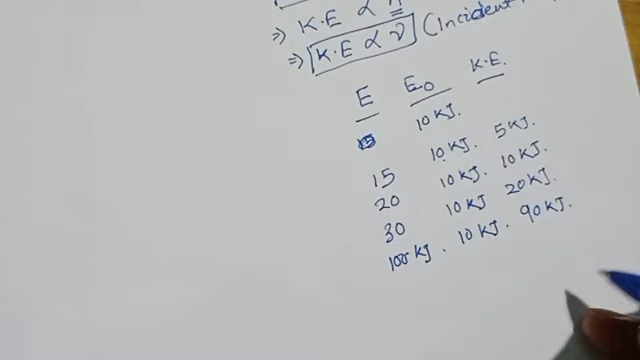 ⇒ K.E ∝
⇒ K.E ∝ ν (Incident
E E₀ K.E.
10 KJ.
15 10 KJ. 5 KJ.
20 10 KJ. 10 KJ.
30 10 KJ 20 KJ.
100 KJ. 10 KJ. 90 KJ.